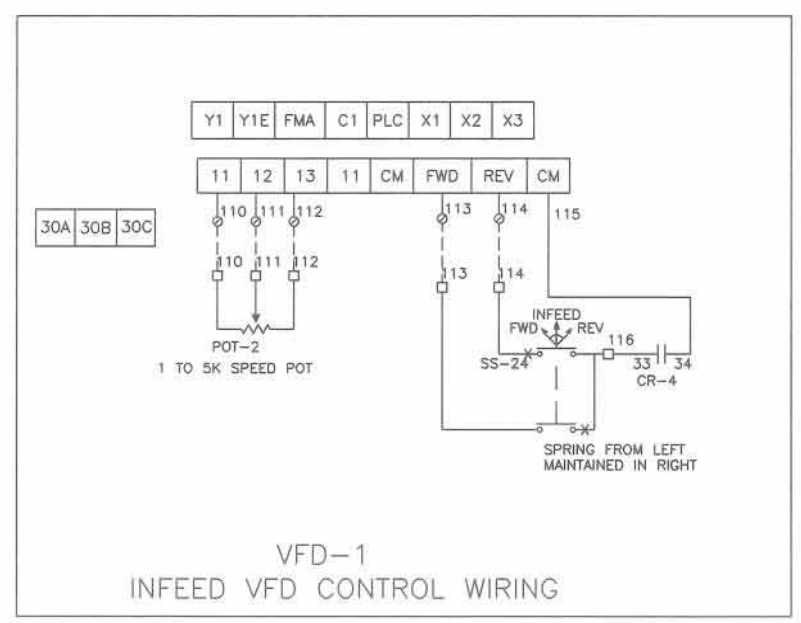 Y1 Y1E FMA C1 PLC X1 X2 X3
11 12 13 11 CM FWD REV CM
30A 30B 30C
110 111 112 113 114 115
110 111 112 113 114
INFEED
FWD REV
116
POT-2
SS-24
33 34
CR-4
1 TO 5K SPEED POT
SPRING FROM LEFT
MAINTAINED IN RIGHT
VFD-1
INFEED VFD CONTROL WIRING